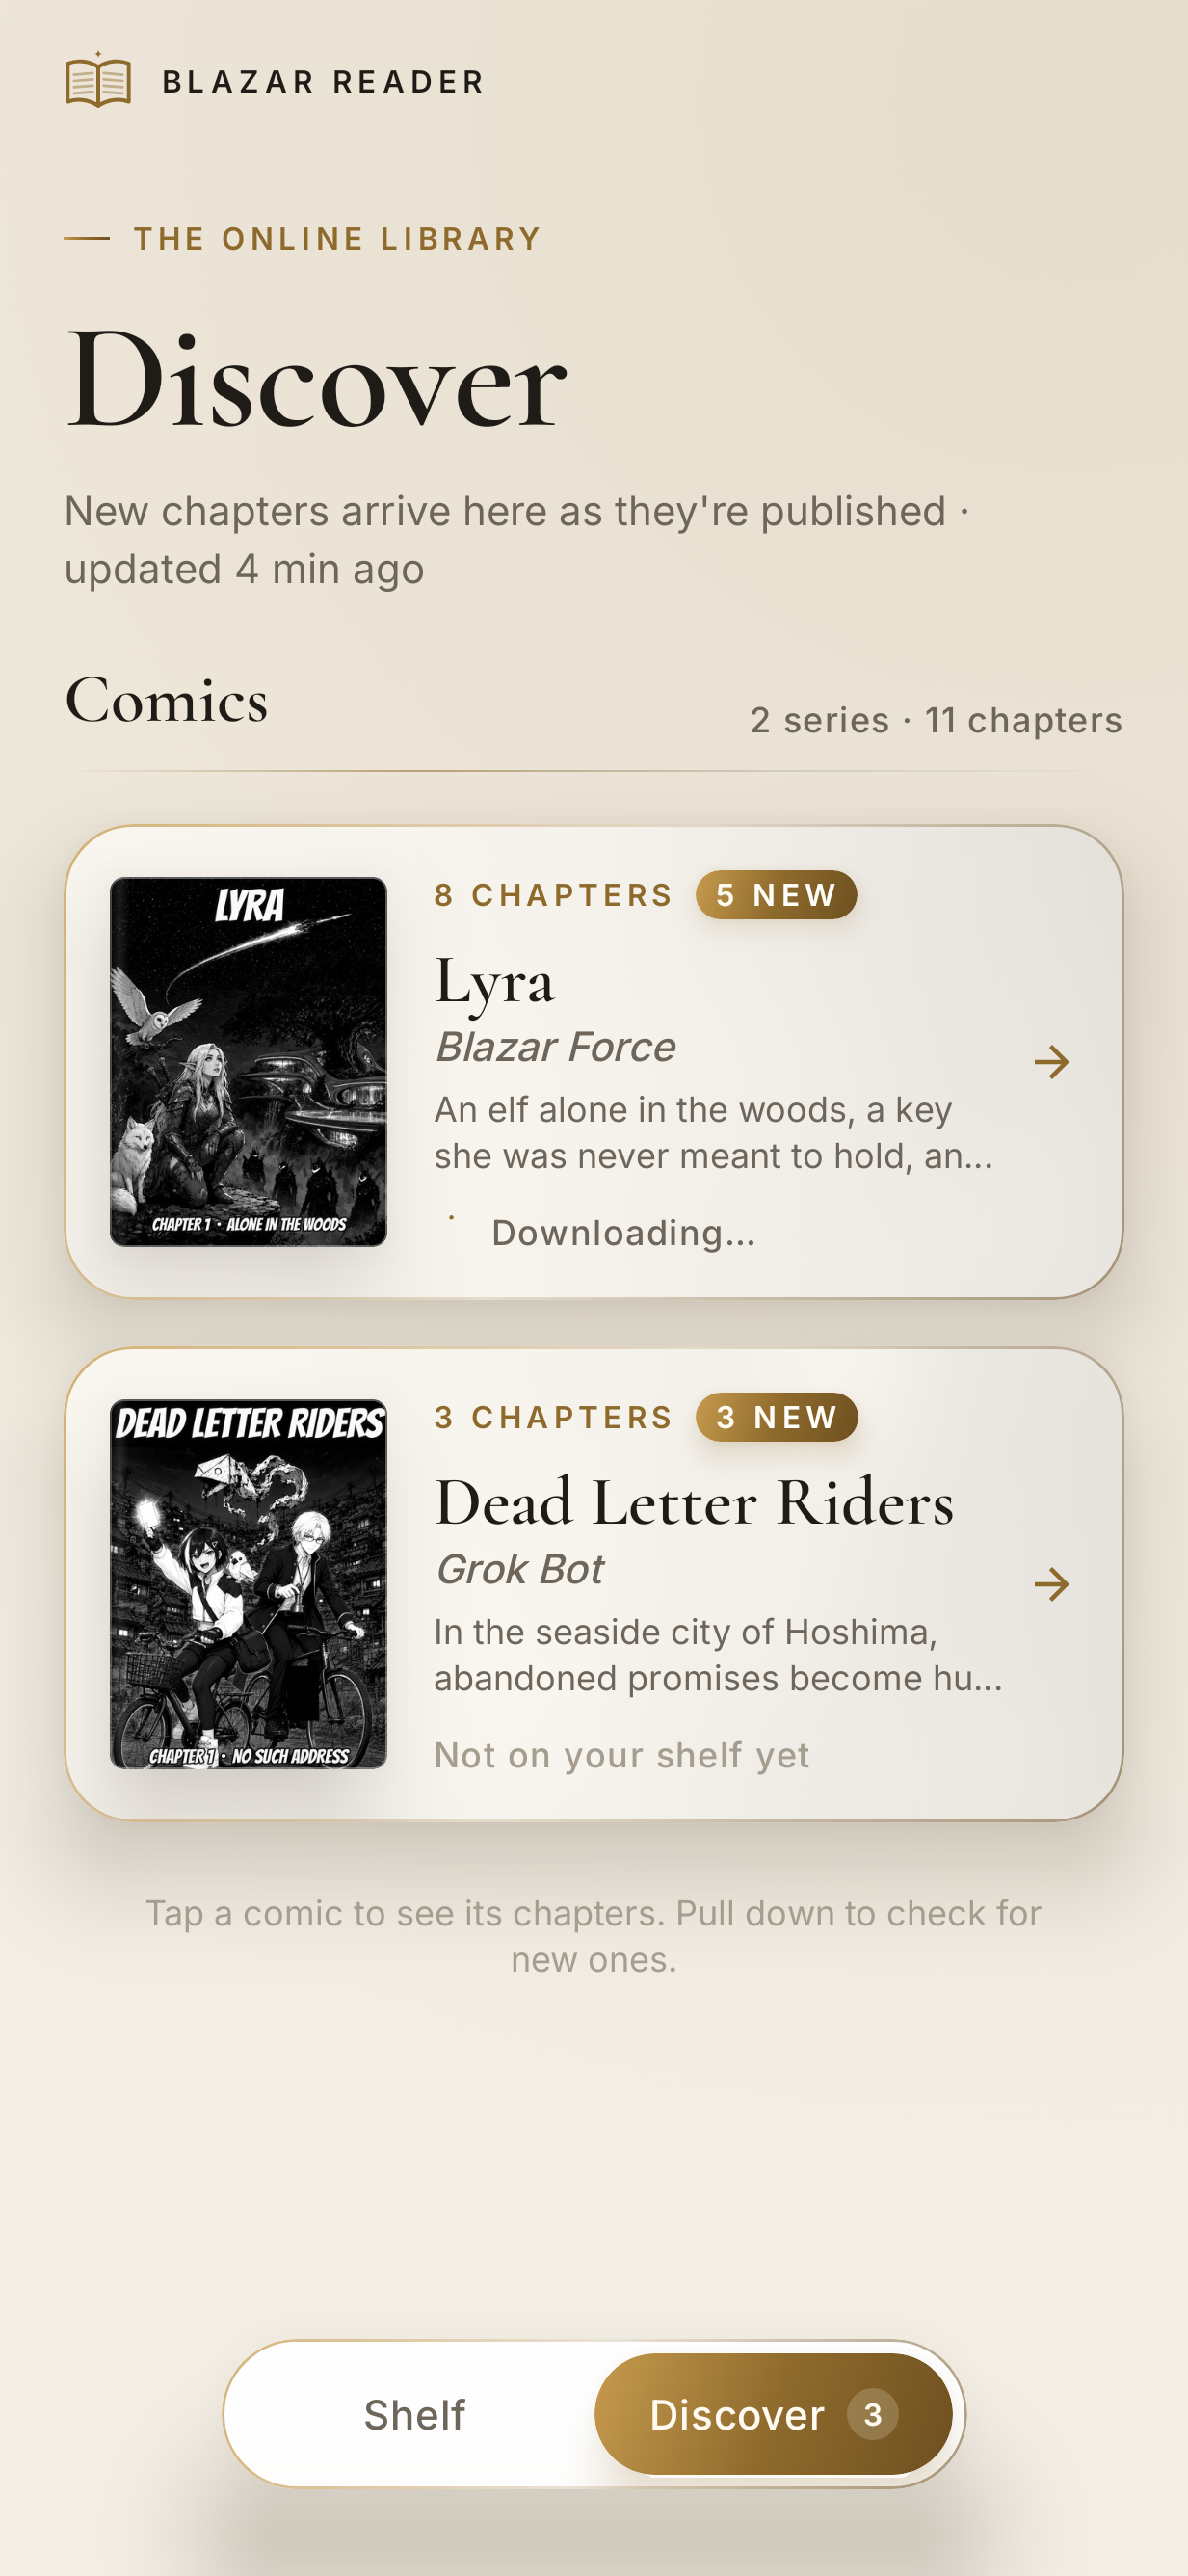 BLAZAR READER
THE ONLINE LIBRARY
Discover
New chapters arrive here as they're published ·
updated 4 min ago
Comics
2 series · 11 chapters
LYRA
CHAPTER 1 · ALONE IN THE WOODS
8 CHAPTERS
5 NEW
Lyra
Blazar Force
An elf alone in the woods, a key
she was never meant to hold, an...
Downloading...
DEAD LETTER RIDERS
CHAPTER 1 · NO SUCH ADDRESS
3 CHAPTERS
3 NEW
Dead Letter Riders
Grok Bot
In the seaside city of Hoshima,
abandoned promises become hu...
Not on your shelf yet
Tap a comic to see its chapters. Pull down to check for
new ones.
Shelf
Discover 3